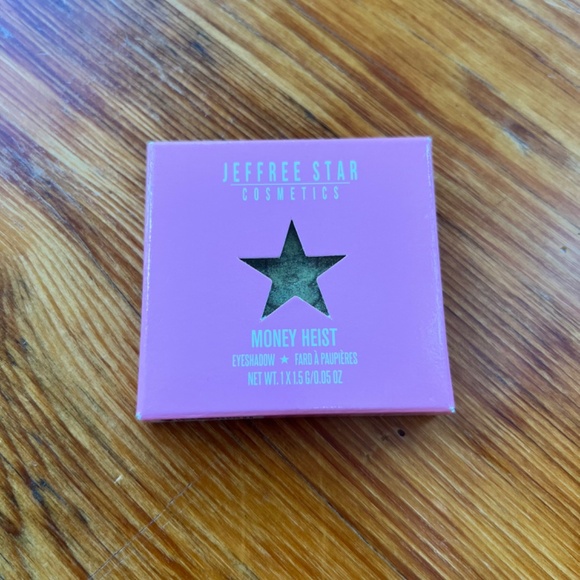 JEFFREE STAR
COSMETICS
MONEY HEIST
EYESHADOW ★ FARD À PAUPIÈRES
NET WT. 1 X 1.5 G/0.05 OZ